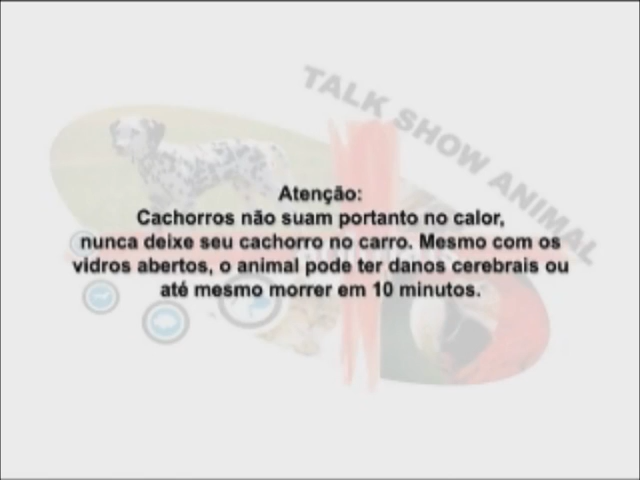 TALK SHOW ANIMAL
Atenção:
Cachorros não suam portanto no calor,
nunca deixe seu cachorro no carro. Mesmo com os
vidros abertos, o animal pode ter danos cerebrais ou
até mesmo morrer em 10 minutos.